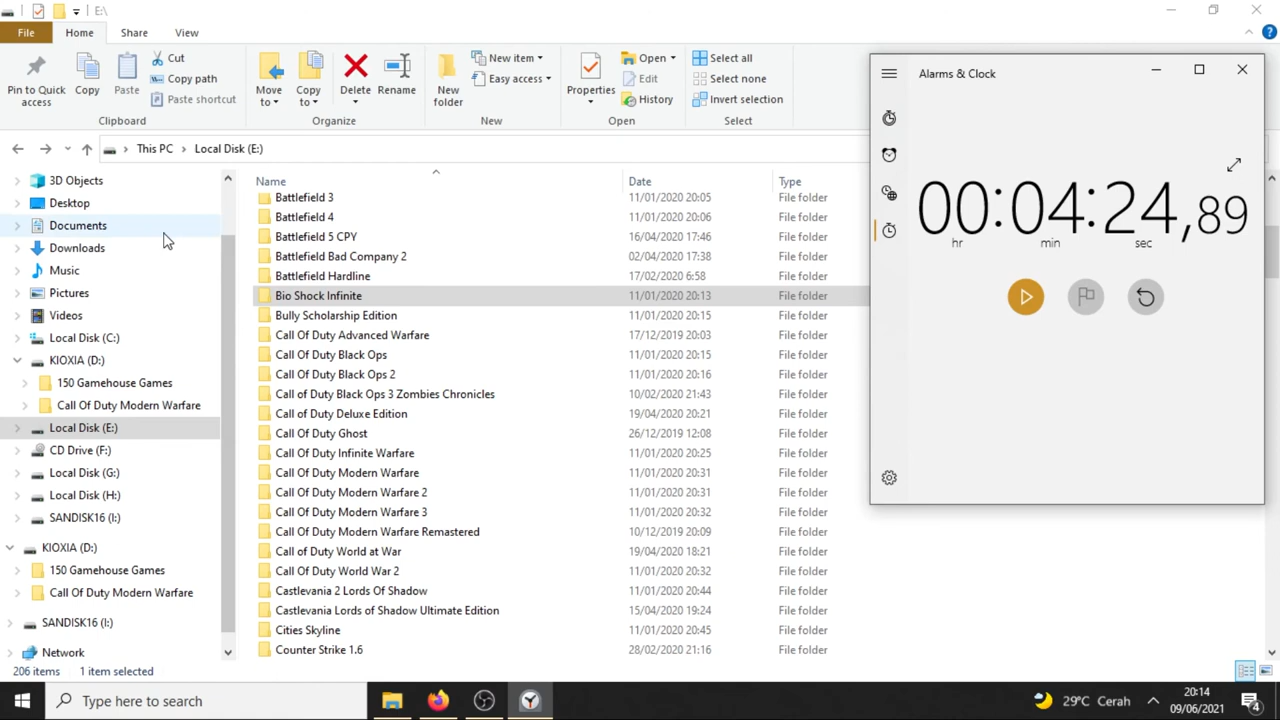 E:\
File
Home
Share
View
Pin to Quick
access
Copy
Paste
Cut
Copy path
Paste shortcut
Move
to
Copy
to
Delete
Rename
New
folder
New item
Easy access
Properties
Open
Edit
History
Select all
Select none
Invert selection
Clipboard
Organize
New
Open
Select
This PC
Local Disk (E:)
3D Objects
Desktop
Documents
Downloads
Music
Pictures
Videos
Local Disk (C:)
KIOXIA (D:)
150 Gamehouse Games
Call Of Duty Modern Warfare
Local Disk (E:)
CD Drive (F:)
Local Disk (G:)
Local Disk (H:)
SANDISK16 (I:)
KIOXIA (D:)
150 Gamehouse Games
Call Of Duty Modern Warfare
SANDISK16 (I:)
Network
Name Date Type
Battlefield 3 11/01/2020 20:05 File folder
Battlefield 4 11/01/2020 20:06 File folder
Battlefield 5 CPY 16/04/2020 17:46 File folder
Battlefield Bad Company 2 02/04/2020 17:38 File folder
Battlefield Hardline 17/02/2020 6:58 File folder
Bio Shock Infinite 11/01/2020 20:13 File folder
Bully Scholarship Edition 11/01/2020 20:15 File folder
Call Of Duty Advanced Warfare 17/12/2019 20:03 File folder
Call Of Duty Black Ops 11/01/2020 20:15 File folder
Call Of Duty Black Ops 2 11/01/2020 20:16 File folder
Call of Duty Black Ops 3 Zombies Chronicles 10/02/2020 21:43 File folder
Call of Duty Deluxe Edition 19/04/2020 20:21 File folder
Call Of Duty Ghost 26/12/2019 12:08 File folder
Call Of Duty Infinite Warfare 11/01/2020 20:25 File folder
Call Of Duty Modern Warfare 11/01/2020 20:31 File folder
Call Of Duty Modern Warfare 2 11/01/2020 20:31 File folder
Call Of Duty Modern Warfare 3 11/01/2020 20:32 File folder
Call Of Duty Modern Warfare Remastered 10/12/2019 20:09 File folder
Call of Duty World at War 19/04/2020 18:21 File folder
Call Of Duty World War 2 11/01/2020 20:32 File folder
Castlevania 2 Lords Of Shadow 11/01/2020 20:44 File folder
Castlevania Lords of Shadow Ultimate Edition 15/04/2020 19:24 File folder
Cities Skyline 11/01/2020 20:45 File folder
Counter Strike 1.6 28/02/2020 21:16 File folder
Alarms & Clock
00:04:24,89
hr min sec
206 items 1 item selected
Type here to search
29°C Cerah
20:14
09/06/2021
4